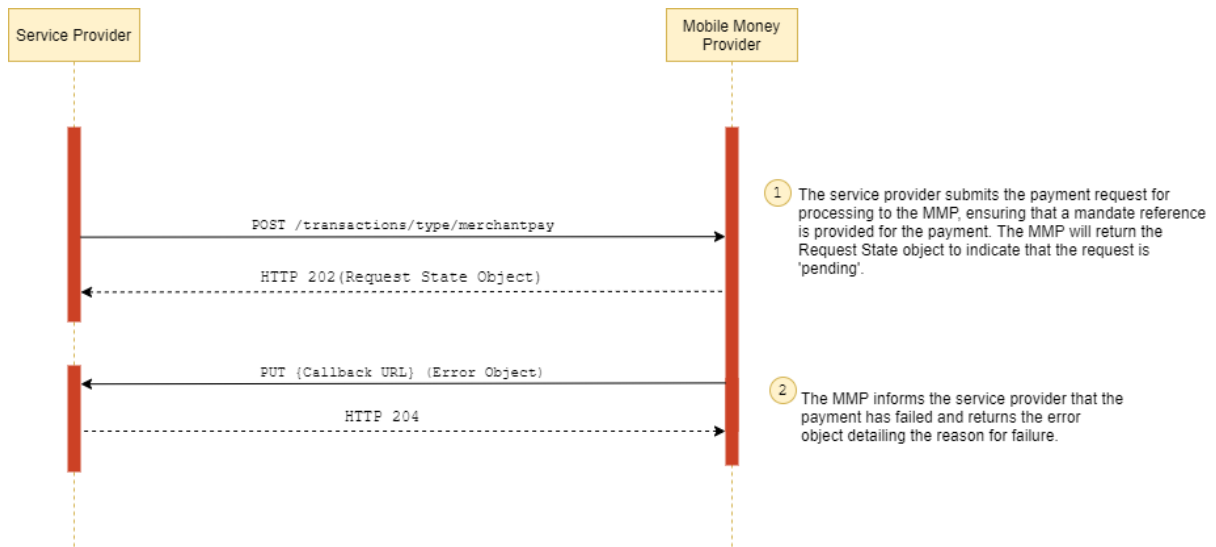 Service Provider
Mobile Money
Provider
1
The service provider submits the payment request for
processing to the MMP, ensuring that a mandate reference
is provided for the payment. The MMP will return the
Request State object to indicate that the request is
'pending'.
POST /transactions/type/merchantpay
HTTP 202(Request State Object)
PUT {Callback URL} (Error Object)
HTTP 204
2
The MMP informs the service provider that the
payment has failed and returns the error
object detailing the reason for failure.